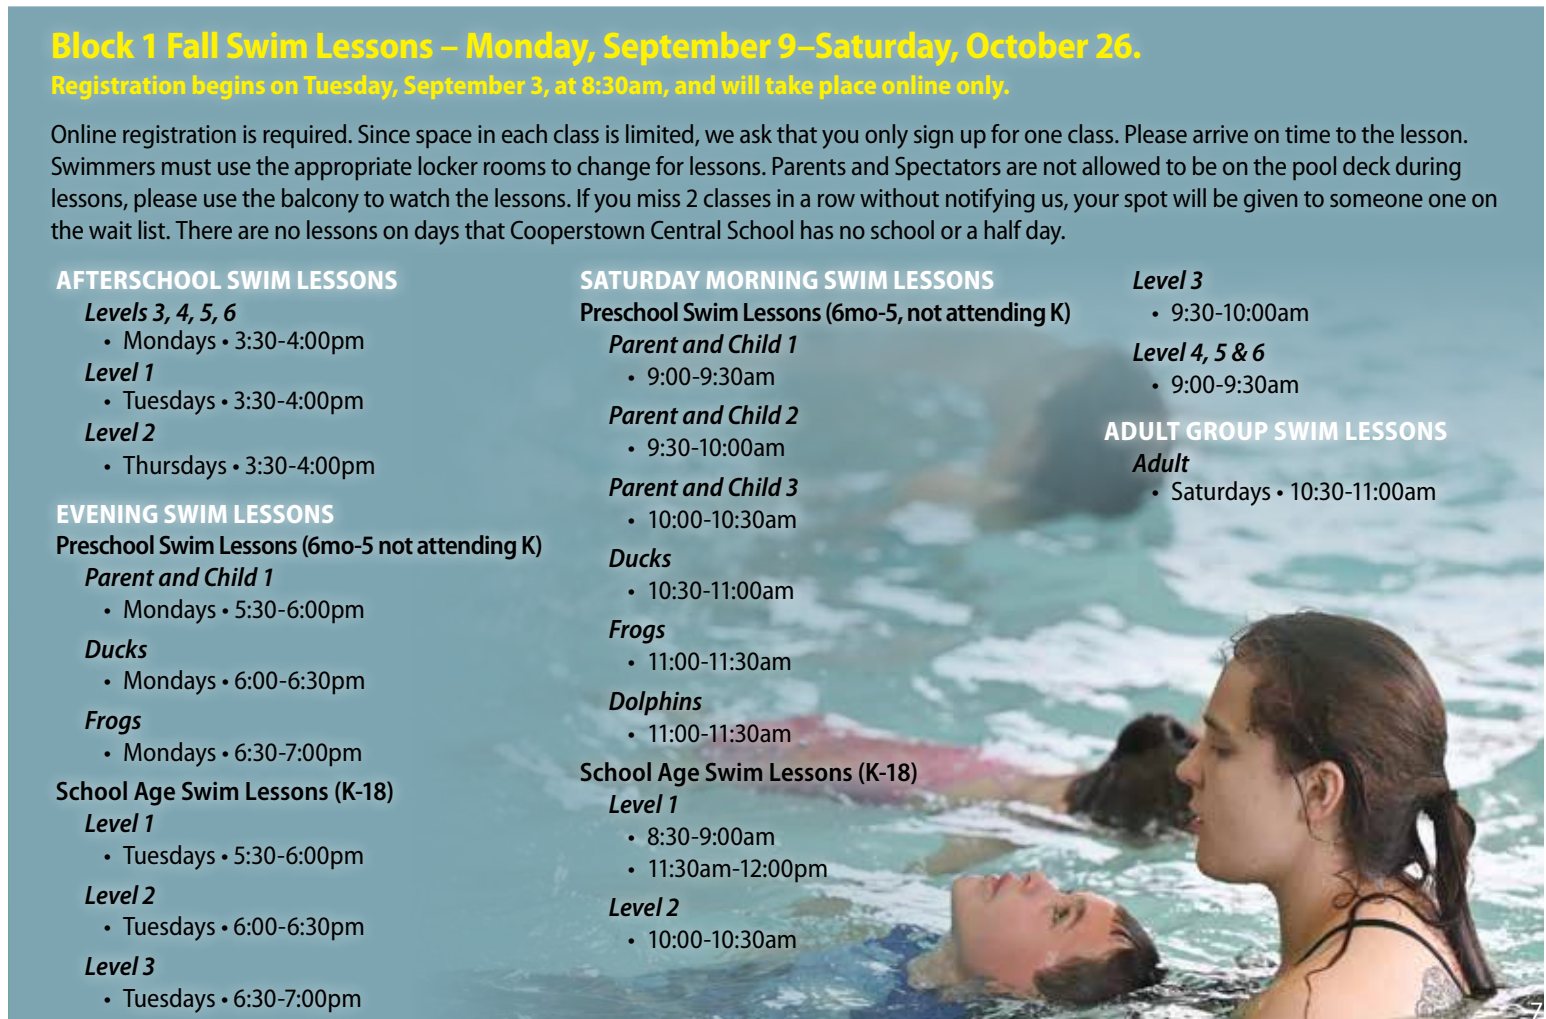 Block 1 Fall Swim Lessons – Monday, September 9–Saturday, October 26.
Registration begins on Tuesday, September 3, at 8:30am, and will take place online only.
Online registration is required. Since space in each class is limited, we ask that you only sign up for one class. Please arrive on time to the lesson.
Swimmers must use the appropriate locker rooms to change for lessons. Parents and Spectators are not allowed to be on the pool deck during
lessons, please use the balcony to watch the lessons. If you miss 2 classes in a row without notifying us, your spot will be given to someone one on
the wait list. There are no lessons on days that Cooperstown Central School has no school or a half day.
AFTERSCHOOL SWIM LESSONS
Levels 3, 4, 5, 6
• Mondays • 3:30-4:00pm
Level 1
• Tuesdays • 3:30-4:00pm
Level 2
• Thursdays • 3:30-4:00pm
EVENING SWIM LESSONS
Preschool Swim Lessons (6mo-5 not attending K)
Parent and Child 1
• Mondays • 5:30-6:00pm
Ducks
• Mondays • 6:00-6:30pm
Frogs
• Mondays • 6:30-7:00pm
School Age Swim Lessons (K-18)
Level 1
• Tuesdays • 5:30-6:00pm
Level 2
• Tuesdays • 6:00-6:30pm
Level 3
• Tuesdays • 6:30-7:00pm
SATURDAY MORNING SWIM LESSONS
Preschool Swim Lessons (6mo-5, not attending K)
Parent and Child 1
• 9:00-9:30am
Parent and Child 2
• 9:30-10:00am
Parent and Child 3
• 10:00-10:30am
Ducks
• 10:30-11:00am
Frogs
• 11:00-11:30am
Dolphins
• 11:00-11:30am
School Age Swim Lessons (K-18)
Level 1
• 8:30-9:00am
• 11:30am-12:00pm
Level 2
• 10:00-10:30am
Level 3
• 9:30-10:00am
Level 4, 5 & 6
• 9:00-9:30am
ADULT GROUP SWIM LESSONS
Adult
• Saturdays • 10:30-11:00am
7